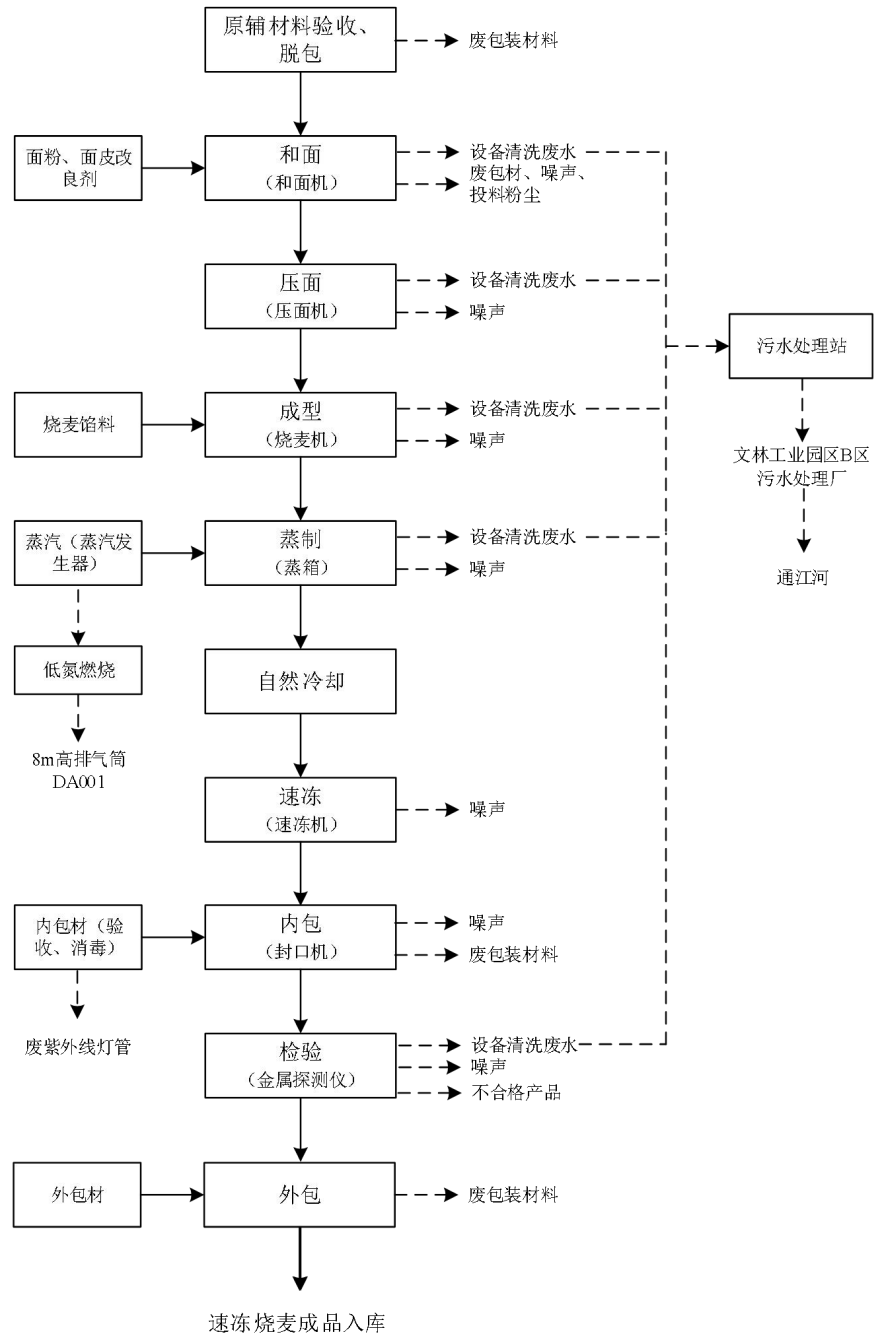 原辅材料验收、
脱包
废包装材料
面粉、面皮改
良剂
和面
（和面机）
设备清洗废水
废包材、噪声、
投料粉尘
压面
（压面机）
设备清洗废水
噪声
污水处理站
烧麦馅料
成型
（烧麦机）
设备清洗废水
噪声
文林工业园区B区
污水处理厂
蒸汽（蒸汽发
生器）
蒸制
（蒸箱）
设备清洗废水
噪声
通江河
低氮燃烧
自然冷却
8m高排气筒
DA001
速冻
（速冻机）
噪声
内包材（验
收、消毒）
内包
（封口机）
噪声
废包装材料
废紫外线灯管
检验
（金属探测仪）
设备清洗废水
噪声
不合格产品
外包材
外包
废包装材料
速冻烧麦成品入库